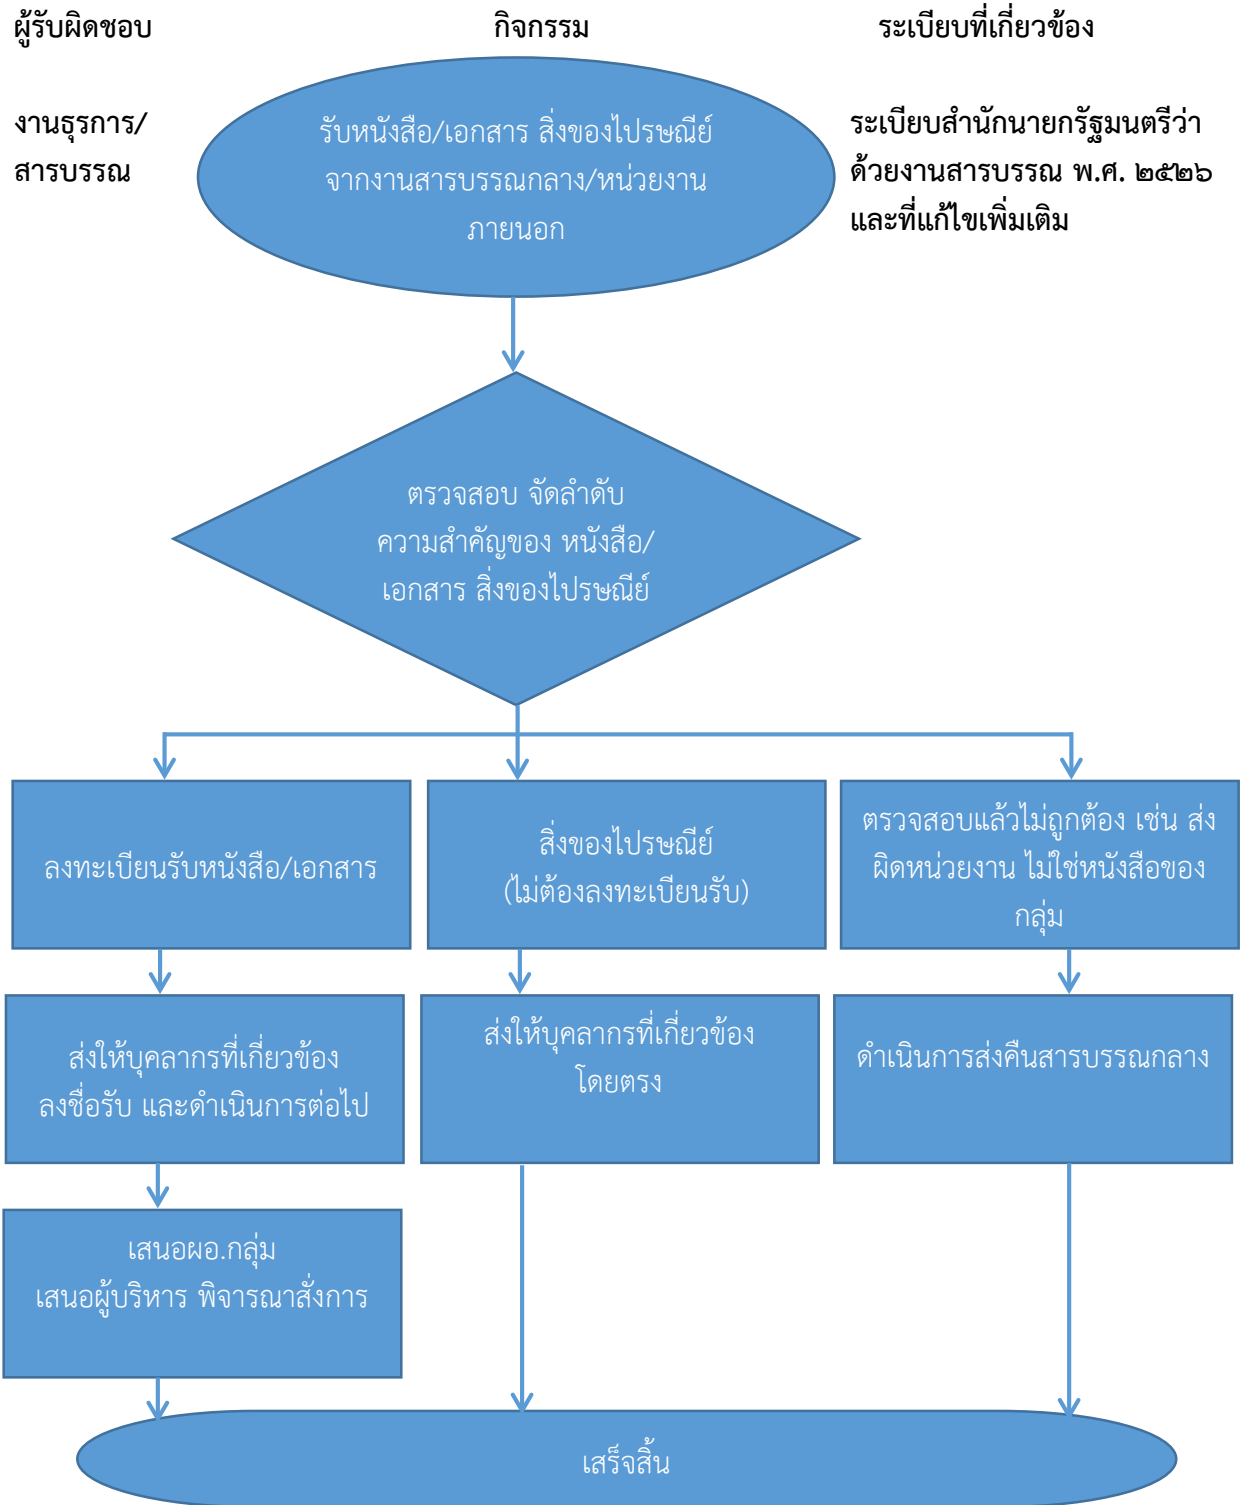 ผู้รับผิดชอบ
กิจกรรม
ระเบียบที่เกี่ยวข้อง
งานธุรการ/
สารบรรณ
รับหนังสือ/เอกสาร สิ่งของไปรษณีย์
จากงานสารบรรณกลาง/หน่วยงาน
ภายนอก
ระเบียบสำนักนายกรัฐมนตรีว่า
ด้วยงานสารบรรณ พ.ศ. ๒๕๒๖
และที่แก้ไขเพิ่มเติม
ตรวจสอบ จัดลำดับ
ความสำคัญของ หนังสือ/
เอกสาร สิ่งของไปรษณีย์
ลงทะเบียนรับหนังสือ/เอกสาร
สิ่งของไปรษณีย์
(ไม่ต้องลงทะเบียนรับ)
ตรวจสอบแล้วไม่ถูกต้อง เช่น ส่ง
ผิดหน่วยงาน ไม่ใช่หนังสือของ
กลุ่ม
ส่งให้บุคลากรที่เกี่ยวข้อง
ลงชื่อรับ และดำเนินการต่อไป
ส่งให้บุคลากรที่เกี่ยวข้อง
โดยตรง
ดำเนินการส่งคืนสารบรรณกลาง
เสนอผอ.กลุ่ม
เสนอผู้บริหาร พิจารณาสั่งการ
เสร็จสิ้น